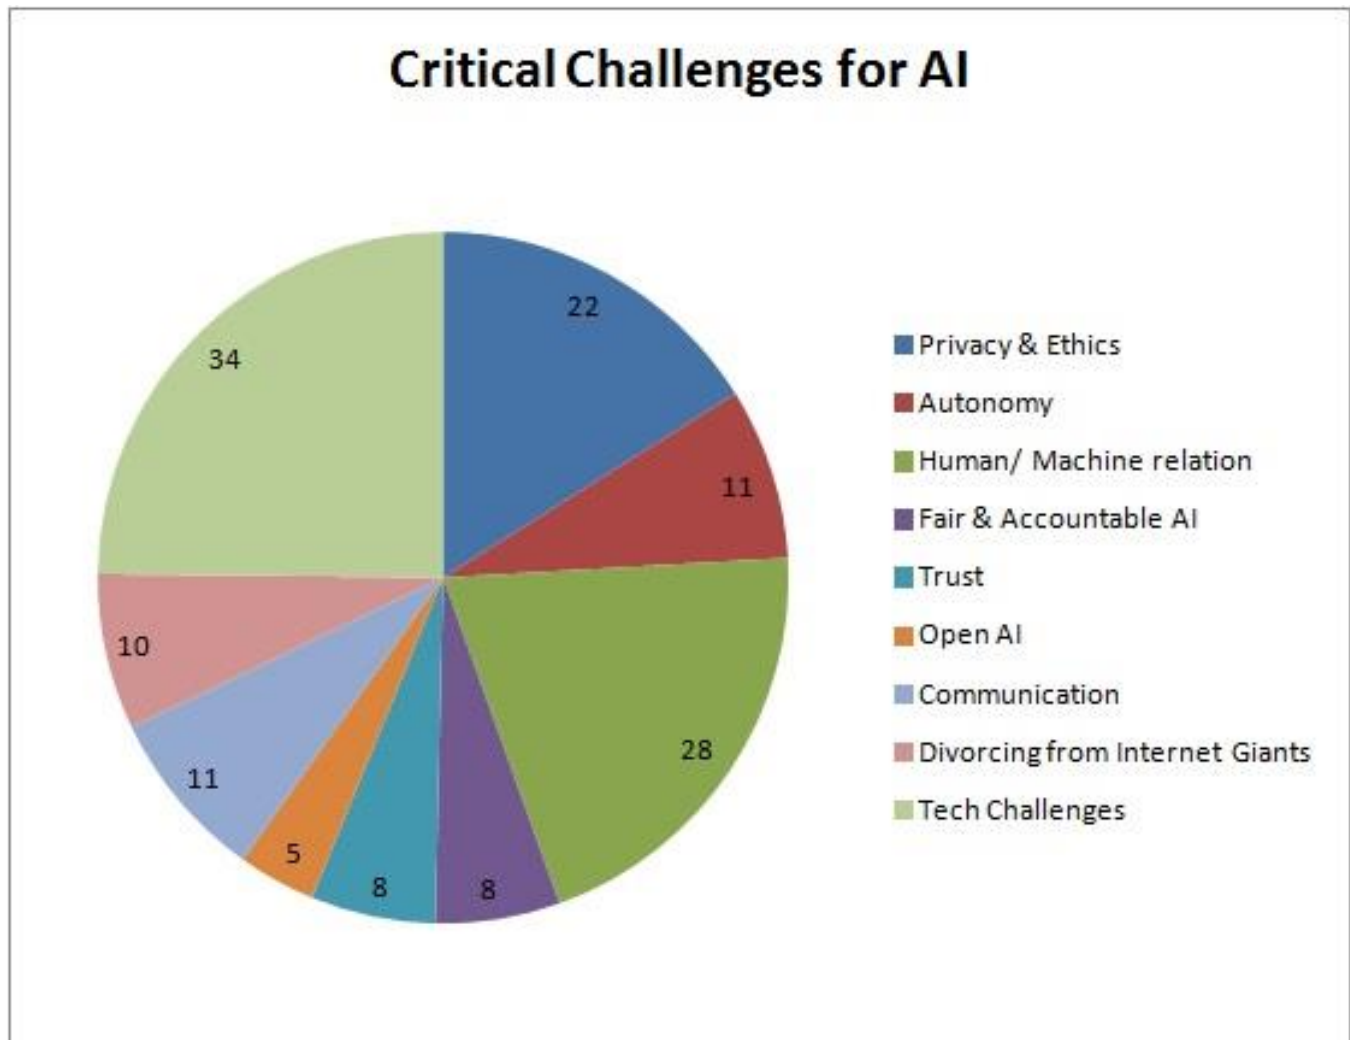 Critical Challenges for AI
22
34
11
28
10
11
5
8
8
Privacy & Ethics
Autonomy
Human/ Machine relation
Fair & Accountable AI
Trust
Open AI
Communication
Divorcing from Internet Giants
Tech Challenges